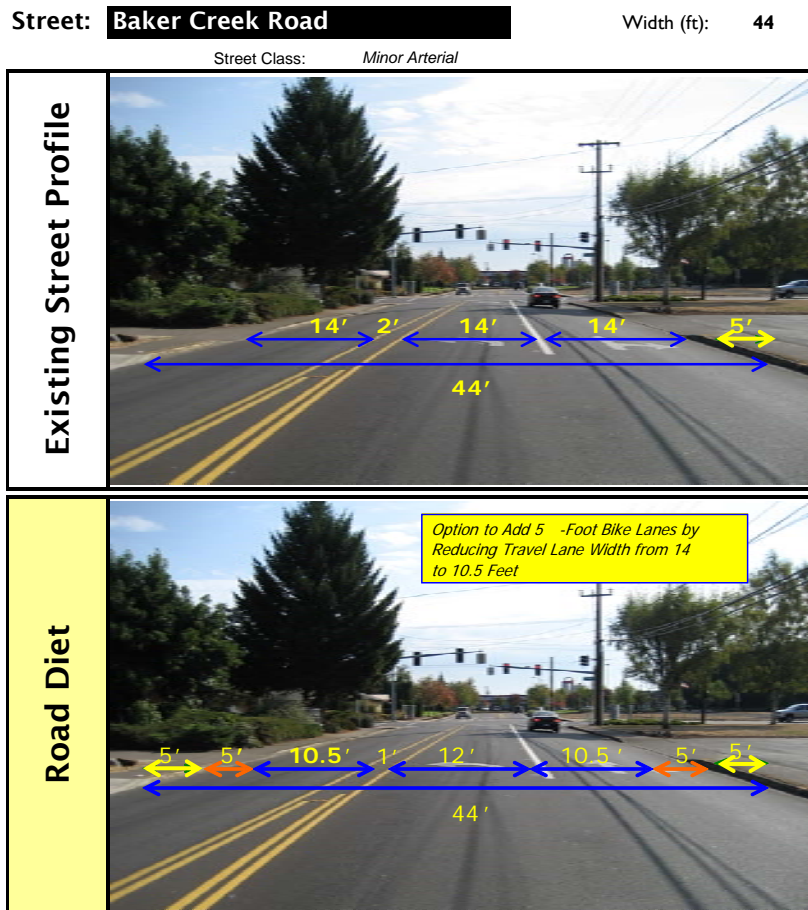 Street: Baker Creek Road Width (ft): 44
Street Class: Minor Arterial
Existing Street Profile
14' 2' 14' 14' 5'
44'
Road Diet
Option to Add 5 -Foot Bike Lanes by
Reducing Travel Lane Width from 14
to 10.5 Feet
5' 5' 10.5' 1' 12' 10.5' 5' 5'
44'